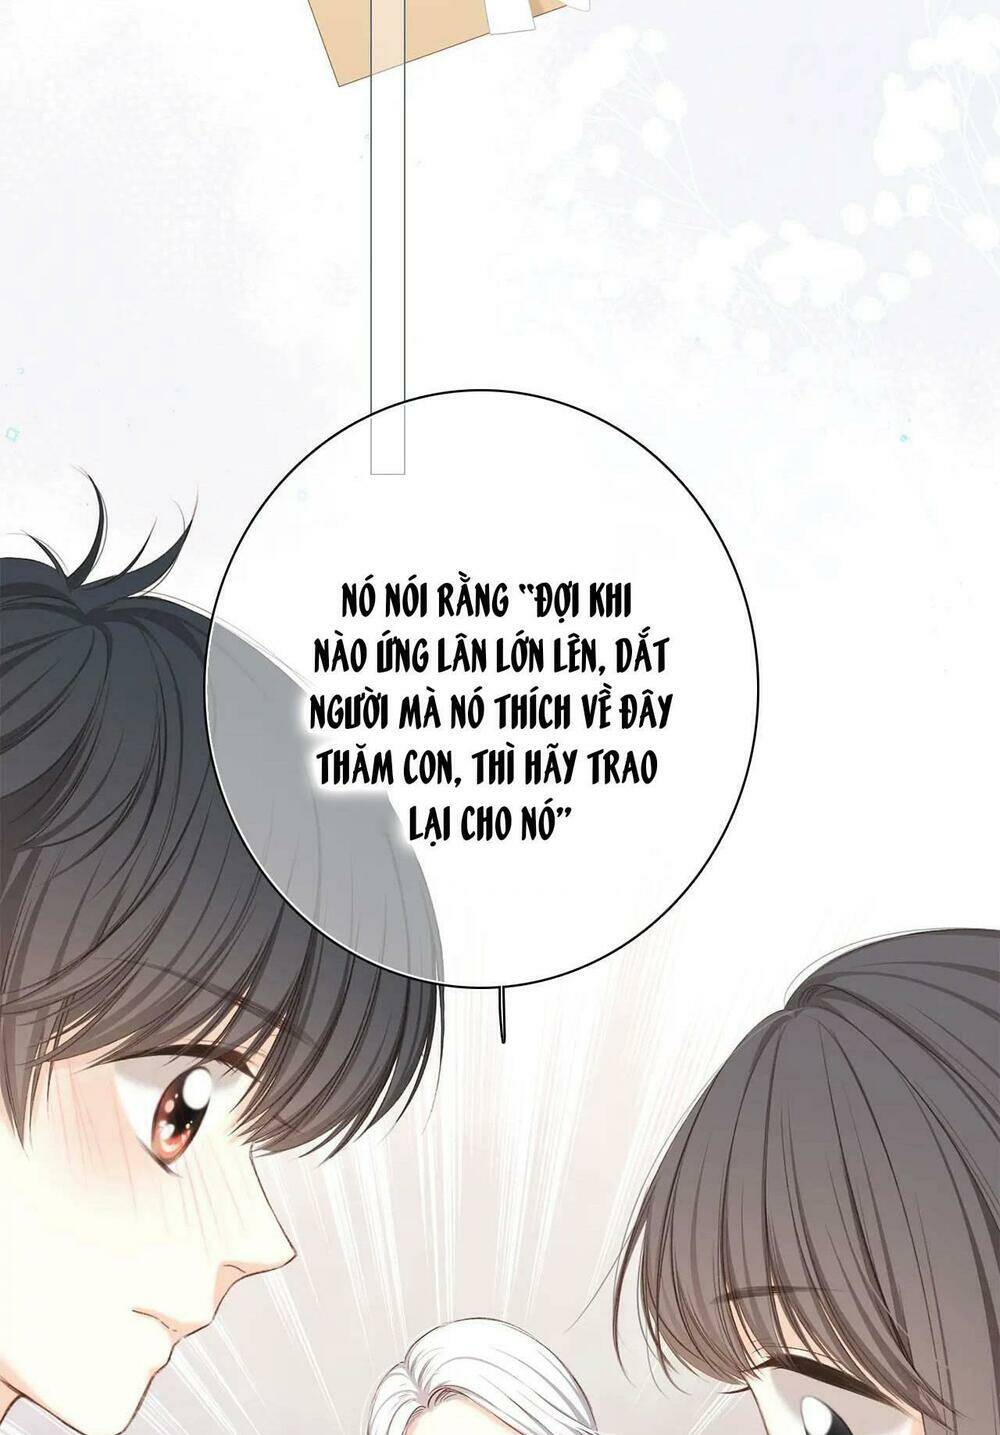 NÓ NÓI RẰNG "ĐỢI KHI
NÀO ỨNG LÂN LỚN LÊN, DẮT
NGƯỜI MÀ NÓ THÍCH VỀ ĐÂY
THĂM CON, THÌ HÃY TRAO
LẠI CHO NÓ"